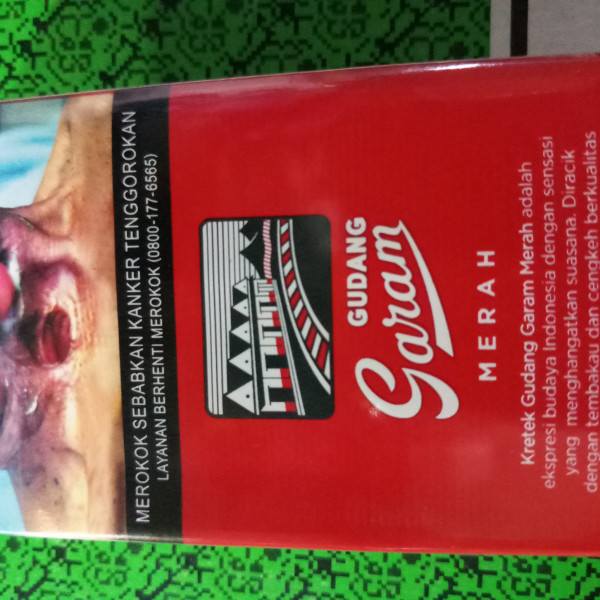 MEROKOK SEBABKAN KANKER TENGGOROKAN
LAYANAN BERHENTI MEROKOK (0800-177-6565)
GUDANG
Garam
MERAH
Kretek Gudang Garam Merah adalah
ekspresi budaya Indonesia dengan sensasi
yang menghangatkan suasana. Diracik
dengan tembakau dan cengkeh berkualitas